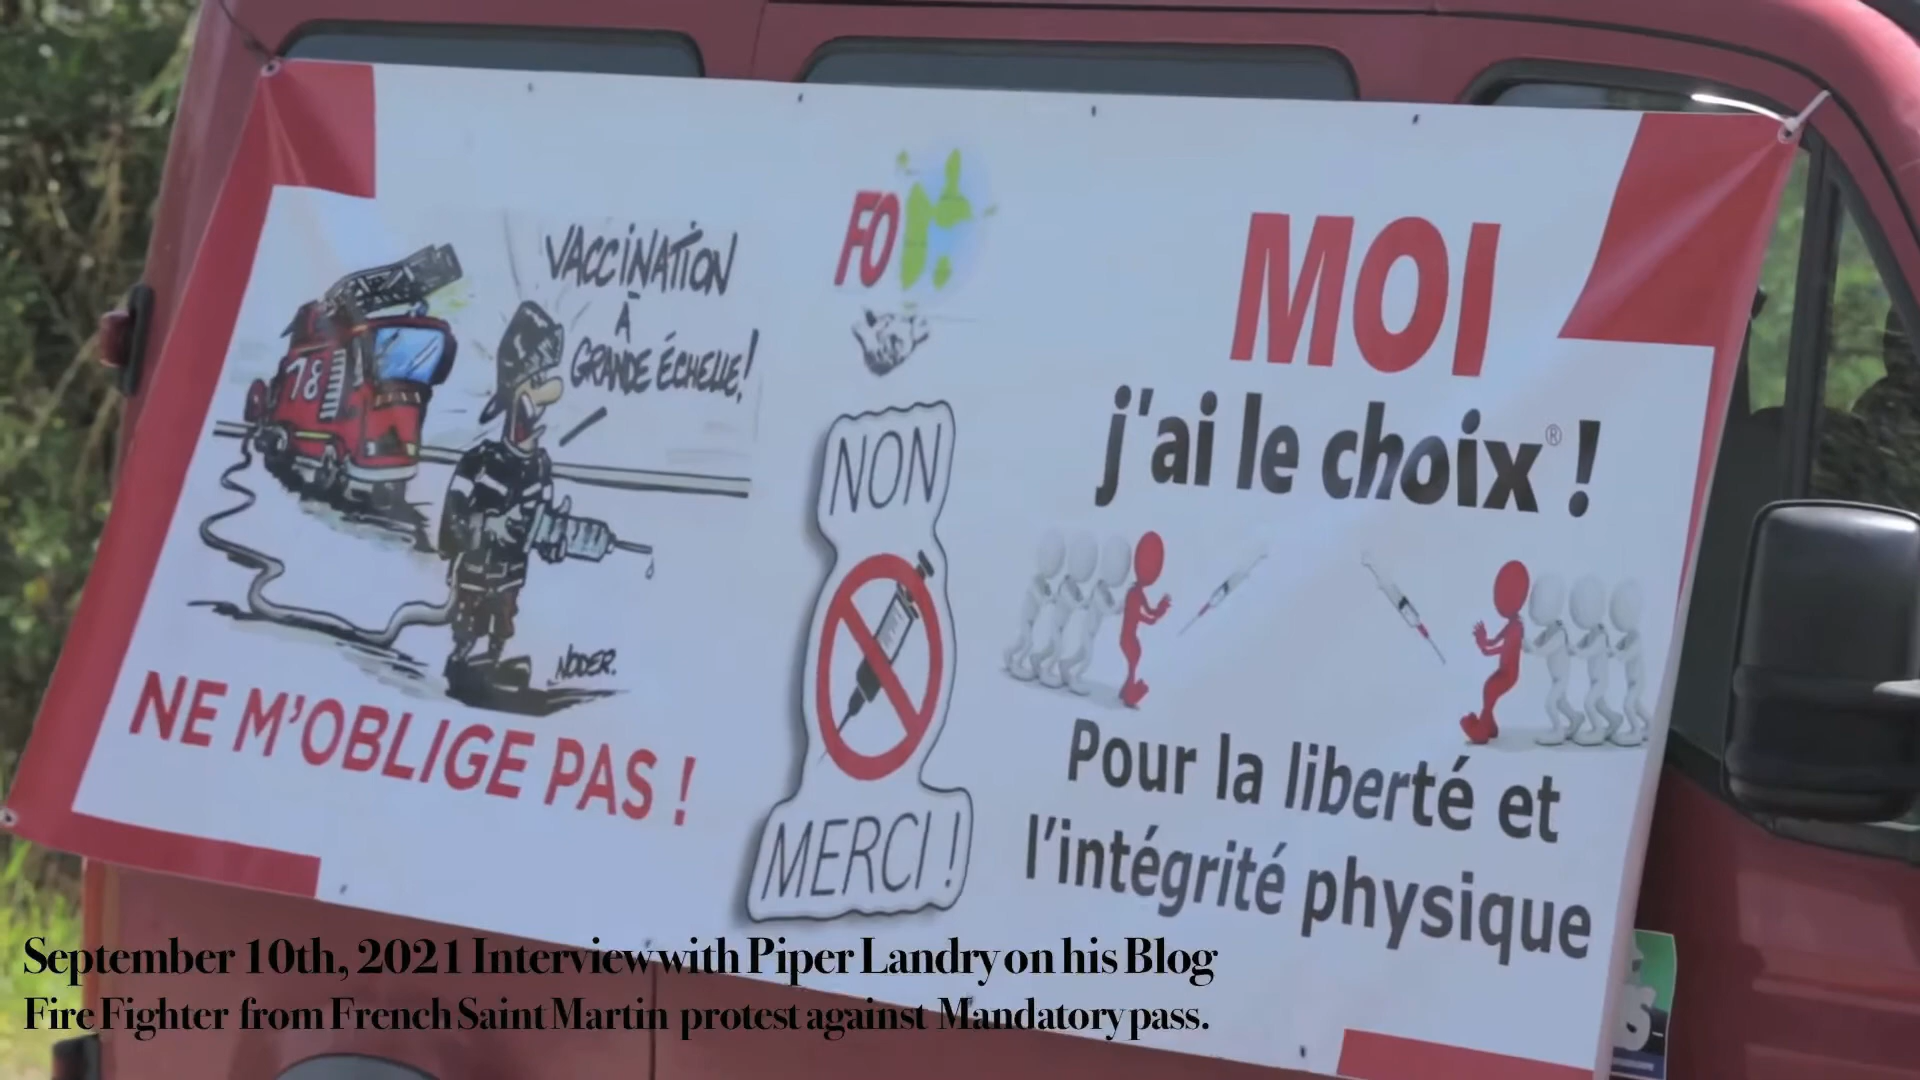 VACCINATION
À
GRANDE ÉCHELLE!
78
NODER.
NE M'OBLIGE PAS !
FO
NON
MERCI !
MOI
j'ai le choix® !
Pour la liberté et
l'intégrité physique
September 10th, 2021 Interview with Piper Landry on his Blog
Fire Fighter from French Saint Martin protest against Mandatory pass.